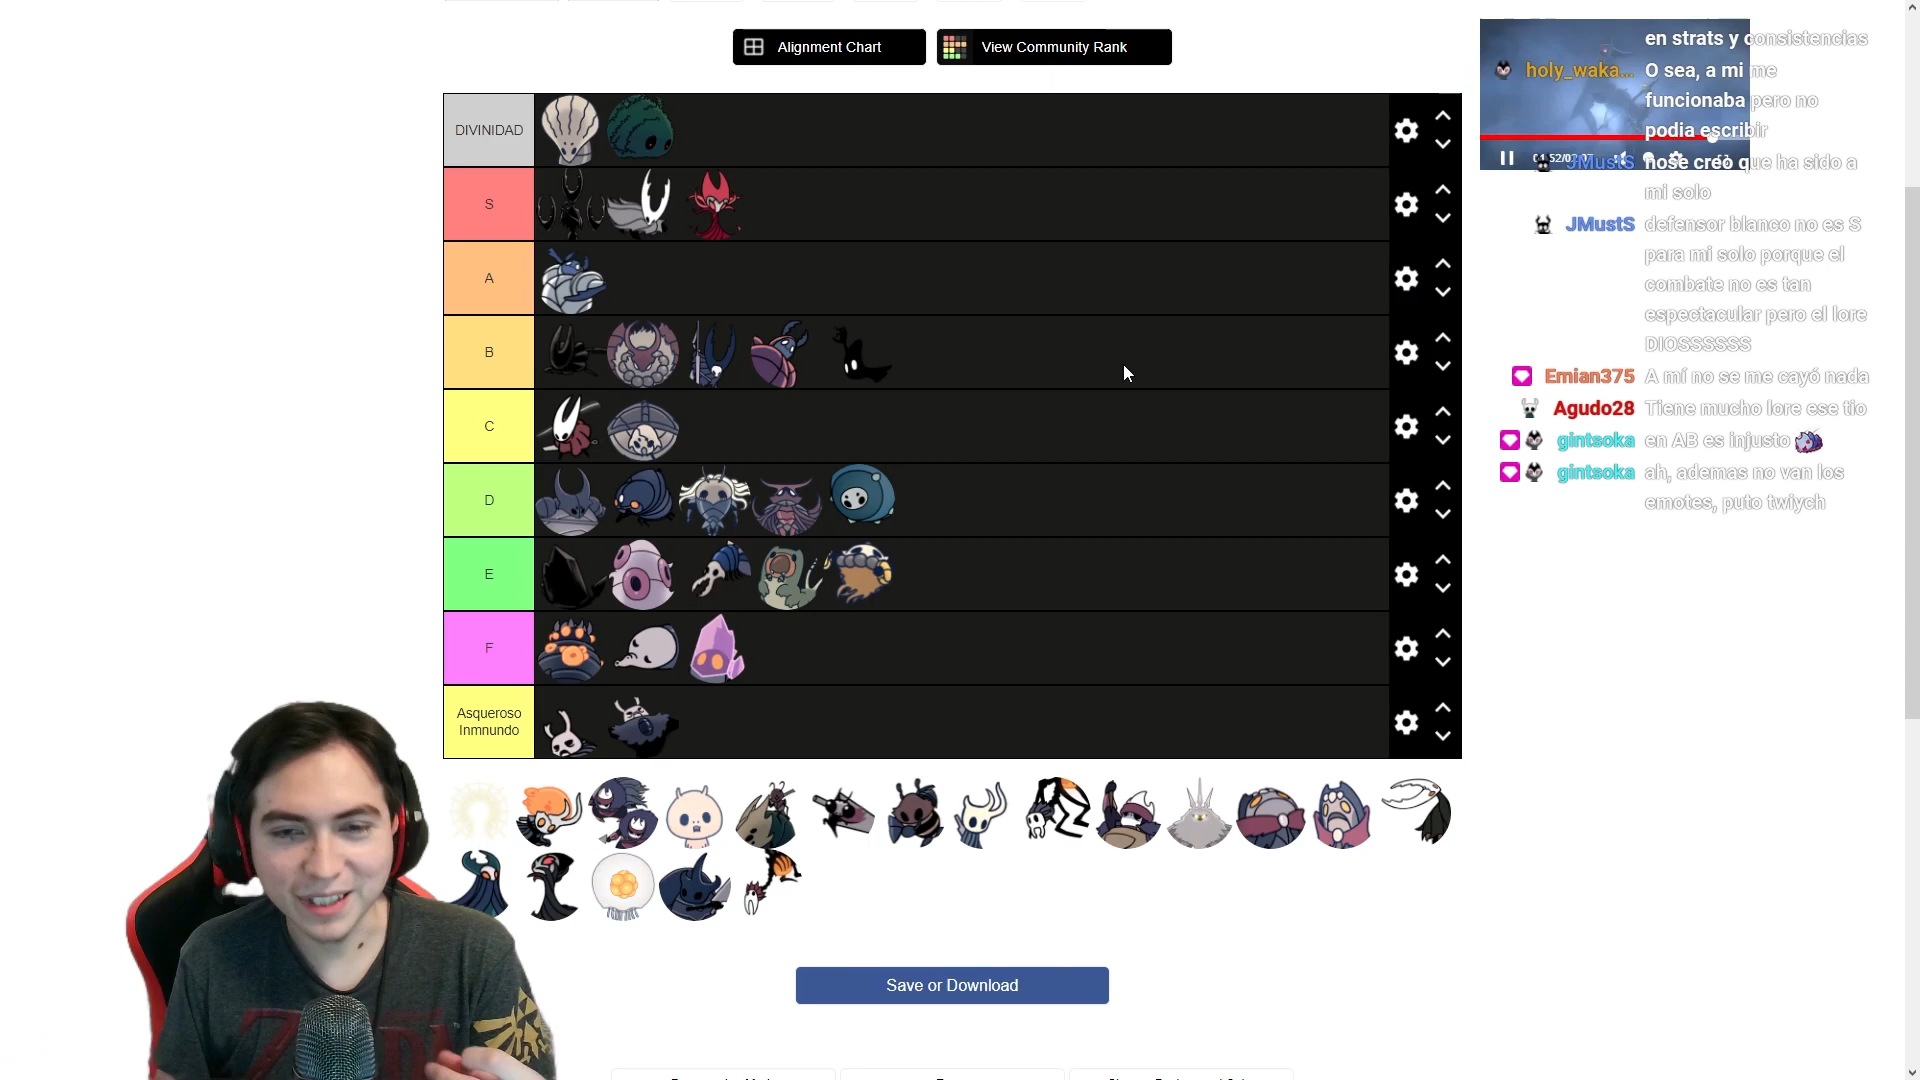 Alignment Chart
View Community Rank
DIVINIDAD
S
A
B
C
D
E
F
Asqueroso
Inmnundo
Save or Download
en strats y consistencias
holy_waka... O sea, a mi me
funcionaba pero no
podia escribir
JMustS nose creo que ha sido a
mi solo
JMustS defensor blanco no es S
para mi solo porque el
combate no es tan
espectacular pero el lore
DIOSSSSSS
Emian375 A mí no se me cayó nada
Agudo28 Tiene mucho lore ese tio
gintsoka en AB es injusto
gintsoka ah, ademas no van los
emotes, puto twiych